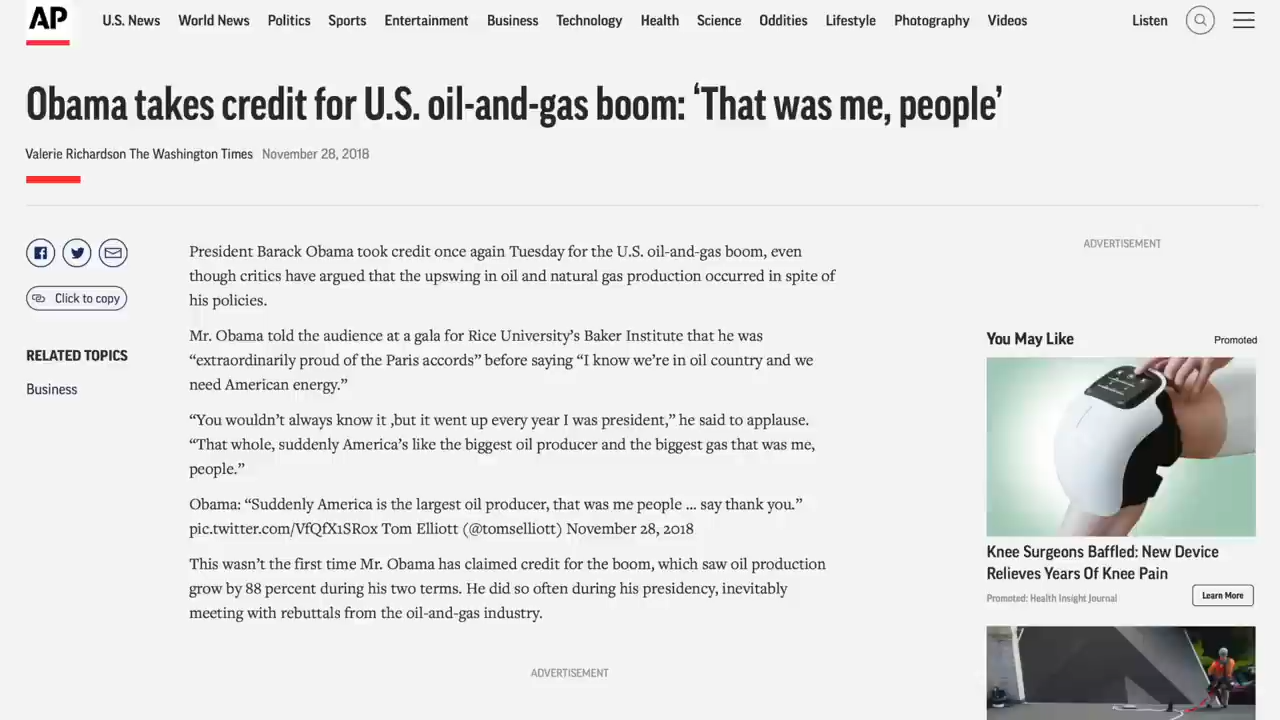 AP
U.S. News World News Politics Sports Entertainment Business Technology Health Science Oddities Lifestyle Photography Videos Listen
Obama takes credit for U.S. oil-and-gas boom: ‘That was me, people’
Valerie Richardson The Washington Times November 28, 2018
Click to copy
RELATED TOPICS
Business
President Barack Obama took credit once again Tuesday for the U.S. oil-and-gas boom, even
though critics have argued that the upswing in oil and natural gas production occurred in spite of
his policies.
Mr. Obama told the audience at a gala for Rice University’s Baker Institute that he was
“extraordinarily proud of the Paris accords” before saying “I know we’re in oil country and we
need American energy.”
“You wouldn’t always know it ,but it went up every year I was president,” he said to applause.
“That whole, suddenly America’s like the biggest oil producer and the biggest gas that was me,
people.”
Obama: “Suddenly America is the largest oil producer, that was me people ... say thank you.”
pic.twitter.com/VfQfX1SR0x Tom Elliott (@tomselliott) November 28, 2018
This wasn’t the first time Mr. Obama has claimed credit for the boom, which saw oil production
grow by 88 percent during his two terms. He did so often during his presidency, inevitably
meeting with rebuttals from the oil-and-gas industry.
ADVERTISEMENT
ADVERTISEMENT
You May Like Promoted
Knee Surgeons Baffled: New Device
Relieves Years Of Knee Pain
Promoted: Health Insight Journal
Learn More